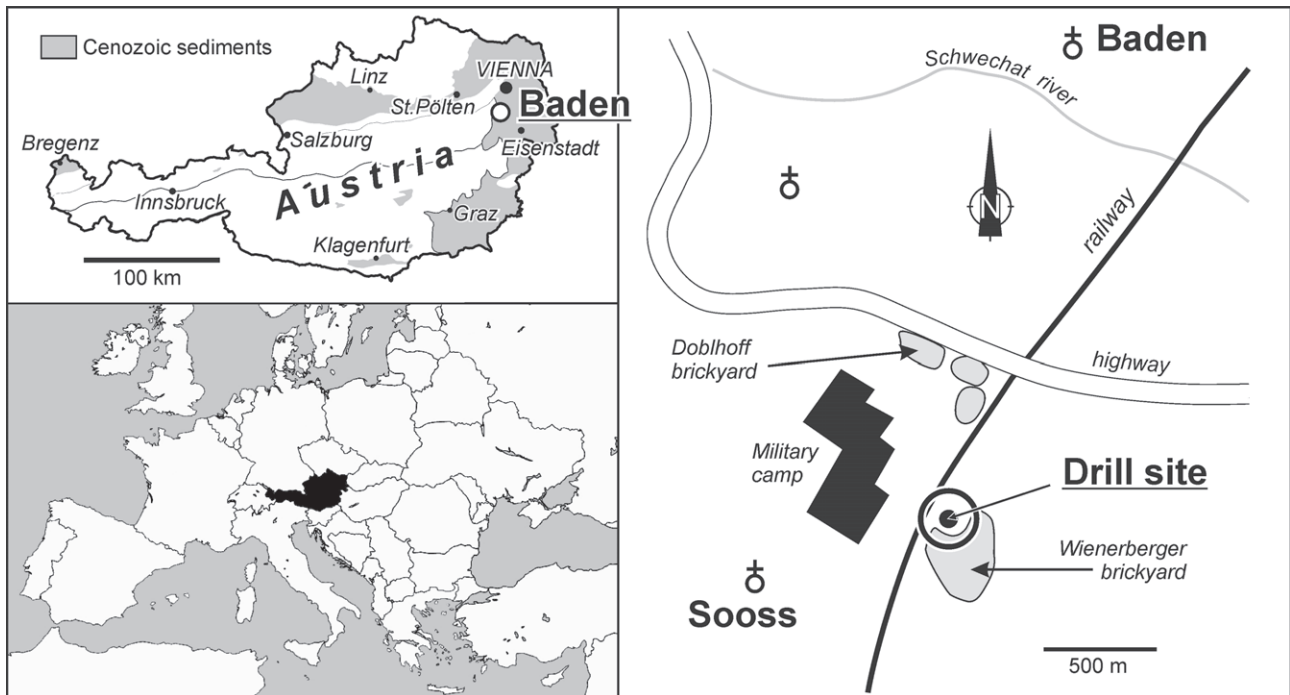 Cenozoic sediments
Linz
VIENNA
St.Pölten
Baden
Salzburg
Bregenz
Eisenstadt
Austria
Innsbruck
Graz
Klagenfurt
100 km
Baden
Schwechat river
N
railway
Doblhoff
brickyard
highway
Military
camp
Drill site
Wienerberger
brickyard
Sooss
500 m